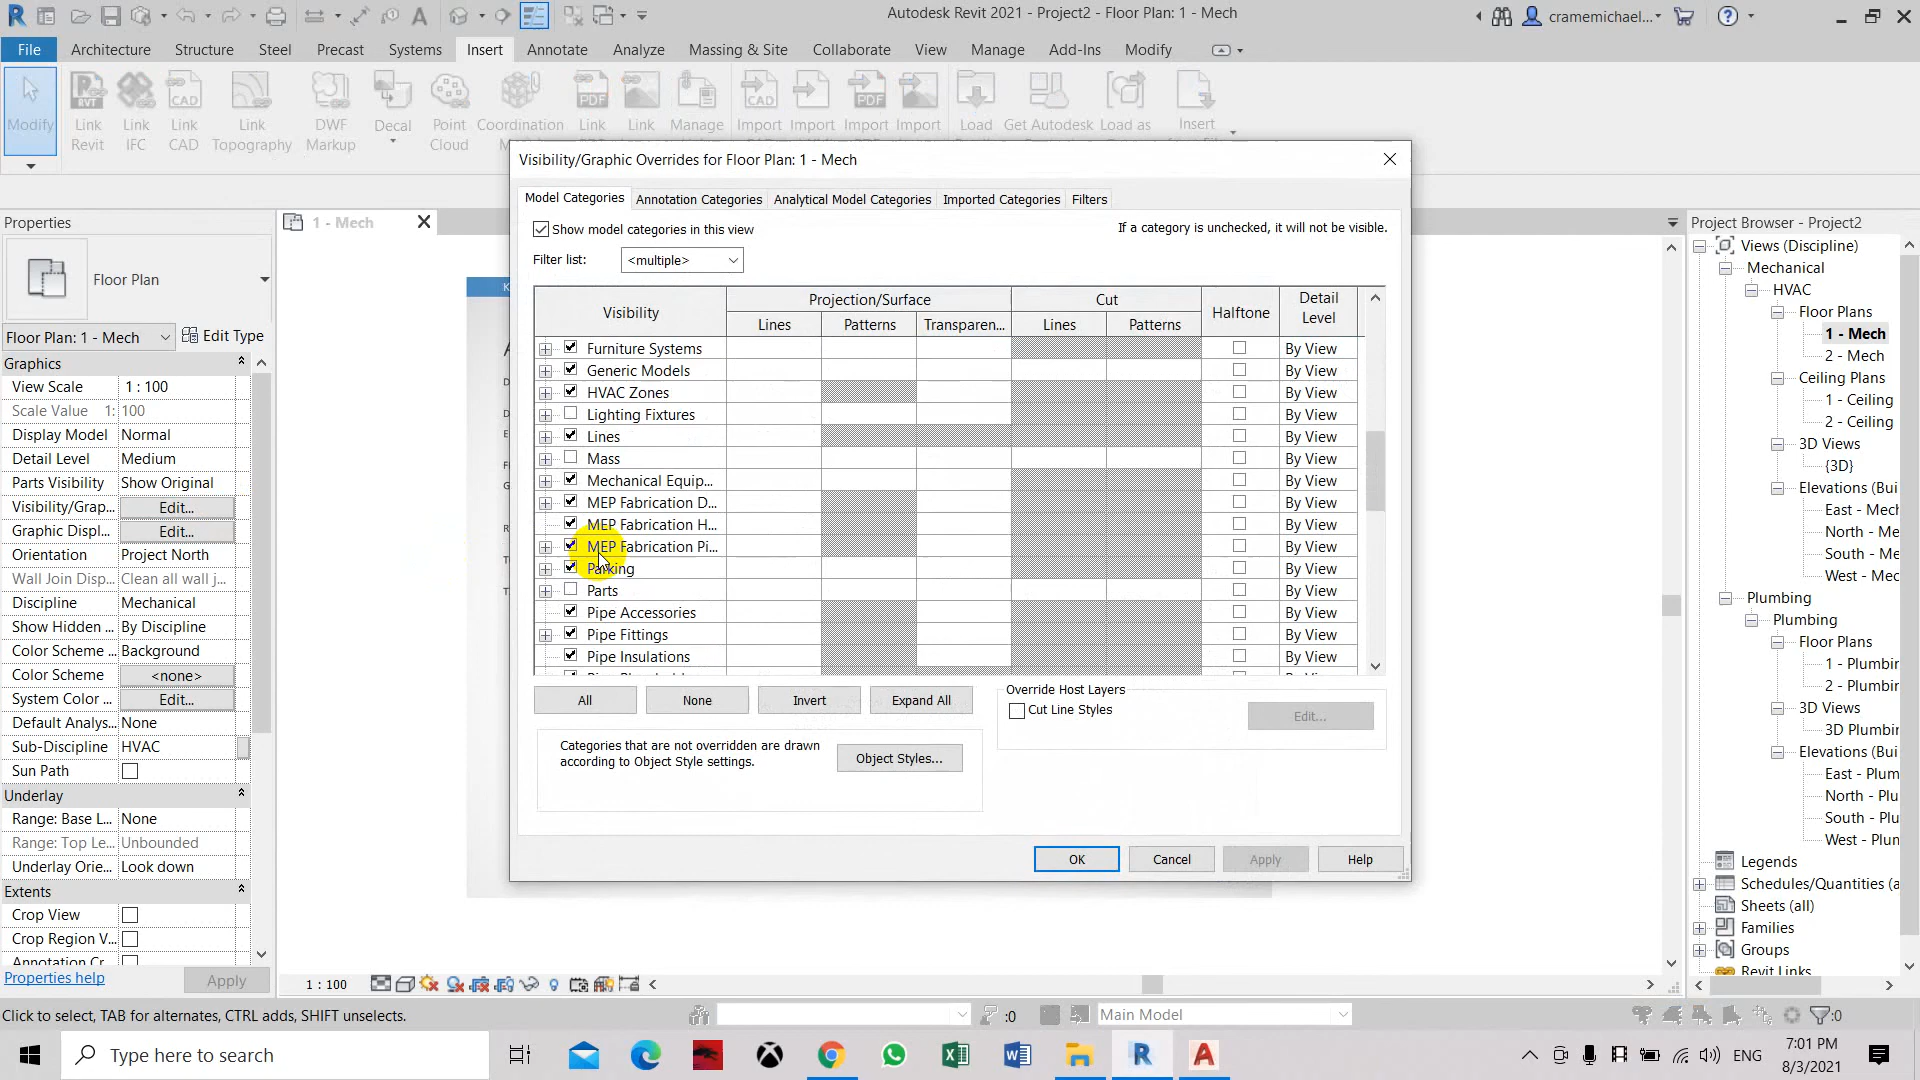 Autodesk Revit 2021 - Project2 - Floor Plan: 1 - Mech
cramemichael...
File Architecture Structure Steel Precast Systems Insert Annotate Analyze Massing & Site Collaborate View Manage Add-Ins Modify
Modify
Link Revit
Link IFC
Link CAD
Link Topography
DWF Markup
Decal
Point Cloud
Coordination
Link
Link
Manage
Import
Import
Import
Import
Load
Get Autodesk
Load as
Insert
Properties
Floor Plan
Floor Plan: 1 - Mech
Edit Type
Graphics
View Scale 1 : 100
Scale Value 1: 100
Display Model Normal
Detail Level Medium
Parts Visibility Show Original
Visibility/Grap... Edit...
Graphic Displ... Edit...
Orientation Project North
Wall Join Disp... Clean all wall j...
Discipline Mechanical
Show Hidden ... By Discipline
Color Scheme ... Background
Color Scheme <none>
System Color ... Edit...
Default Analys... None
Sub-Discipline HVAC
Sun Path
Underlay
Range: Base L... None
Range: Top Le... Unbounded
Underlay Orie... Look down
Extents
Crop View
Crop Region V...
Annotation Cr...
Properties help
Apply
1 - Mech
Visibility/Graphic Overrides for Floor Plan: 1 - Mech
Model Categories Annotation Categories Analytical Model Categories Imported Categories Filters
Show model categories in this view
If a category is unchecked, it will not be visible.
Filter list: <multiple>
Visibility Projection/Surface Cut Halftone Detail Level
Lines Patterns Transparen... Lines Patterns
Furniture Systems By View
Generic Models By View
HVAC Zones By View
Lighting Fixtures By View
Lines By View
Mass By View
Mechanical Equip... By View
MEP Fabrication D... By View
MEP Fabrication H... By View
MEP Fabrication Pi... By View
Parking By View
Parts By View
Pipe Accessories By View
Pipe Fittings By View
Pipe Insulations By View
All None Invert Expand All
Override Host Layers
Cut Line Styles
Edit...
Categories that are not overridden are drawn
according to Object Style settings.
Object Styles...
OK Cancel Apply Help
Project Browser - Project2
Views (Discipline)
Mechanical
HVAC
Floor Plans
1 - Mech
2 - Mech
Ceiling Plans
1 - Ceiling
2 - Ceiling
3D Views
{3D}
Elevations (Bui
East - Mech
North - Me
South - Me
West - Mec
Plumbing
Plumbing
Floor Plans
1 - Plumbir
2 - Plumbir
3D Views
3D Plumbir
Elevations (Bui
East - Plum
North - Plu
South - Plu
West - Plum
Legends
Schedules/Quantities (a
Sheets (all)
Families
Groups
Revit Links
1 : 100
Click to select, TAB for alternates, CTRL adds, SHIFT unselects.
:0
Main Model
:0
Type here to search
ENG
7:01 PM
8/3/2021